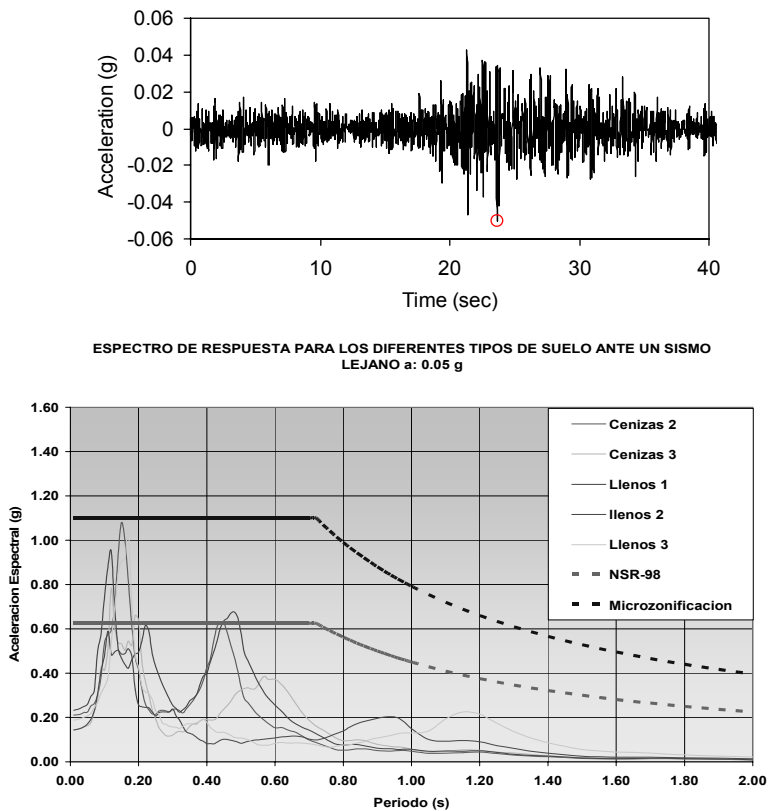 0.06
0.04
0.02
0
-0.02
-0.04
-0.06
Acceleration (g)
0 10 20 30 40
Time (sec)
ESPECTRO DE RESPUESTA PARA LOS DIFERENTES TIPOS DE SUELO ANTE UN SISMO
LEJANO a: 0.05 g
1.60
1.40
1.20
1.00
0.80
0.60
0.40
0.20
0.00
Aceleracion Espectral (g)
Cenizas 2
Cenizas 3
Llenos 1
llenos 2
Llenos 3
NSR-98
Microzonificacion
0.00 0.20 0.40 0.60 0.80 1.00 1.20 1.40 1.60 1.80 2.00
Periodo (s)